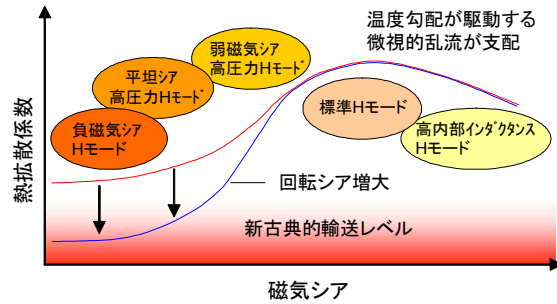 温度勾配が駆動する
微視的乱流が支配
弱磁気シア
高圧力Hﾓｰﾄﾞ
平坦シア
高圧力Hﾓｰﾄﾞ
負磁気シア
Hモード
標準Hモード
高内部インダクタンス
Hモード
熱拡散係数
回転シア増大
新古典的輸送レベル
磁気シア